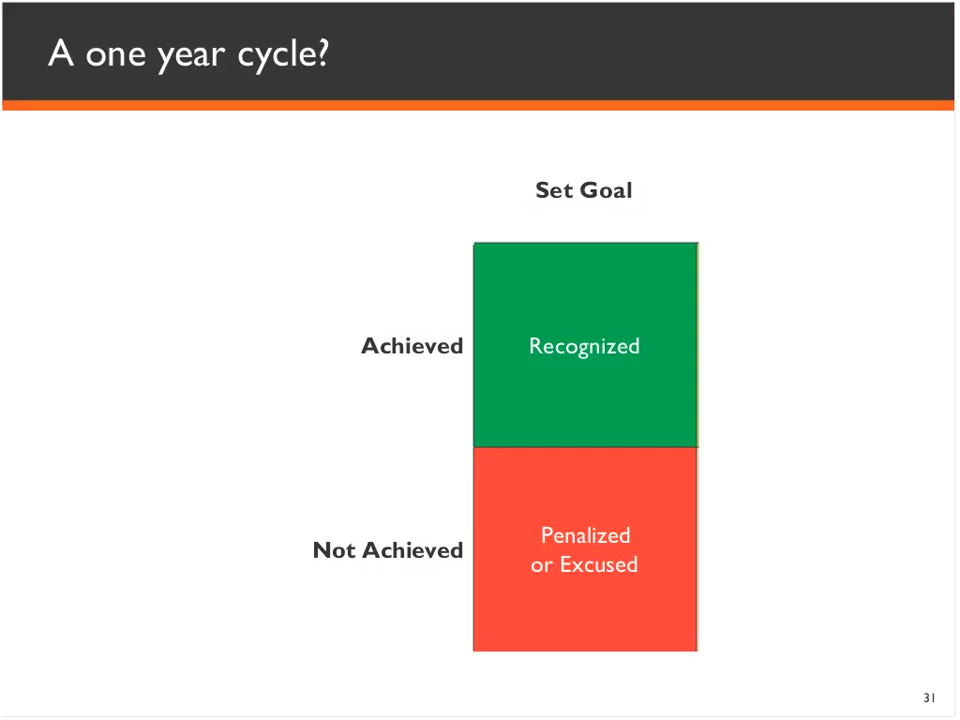 A one year cycle?
Set Goal
Achieved
Recognized
Not Achieved
Penalized
or Excused
31